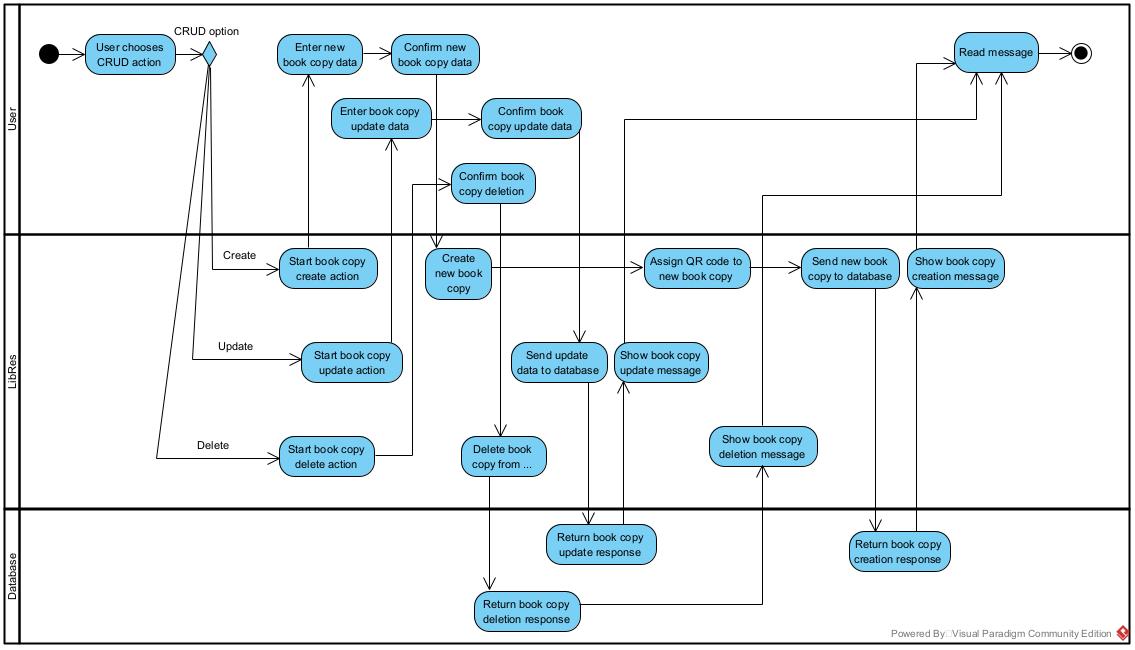 CRUD option
User chooses
CRUD action
Enter new
book copy data
Confirm new
book copy data
Read message
Enter book copy
update data
Confirm book
copy update data
Confirm book
copy deletion
User
Create
Start book copy
create action
Create
new book
copy
Assign QR code to
new book copy
Send new book
copy to database
Show book copy
creation message
Update
Start book copy
update action
Send update
data to database
Show book copy
update message
LibRes
Delete
Start book copy
delete action
Delete book
copy from ...
Show book copy
deletion message
Return book copy
update response
Return book copy
creation response
Database
Return book copy
deletion response
Powered By Visual Paradigm Community Edition